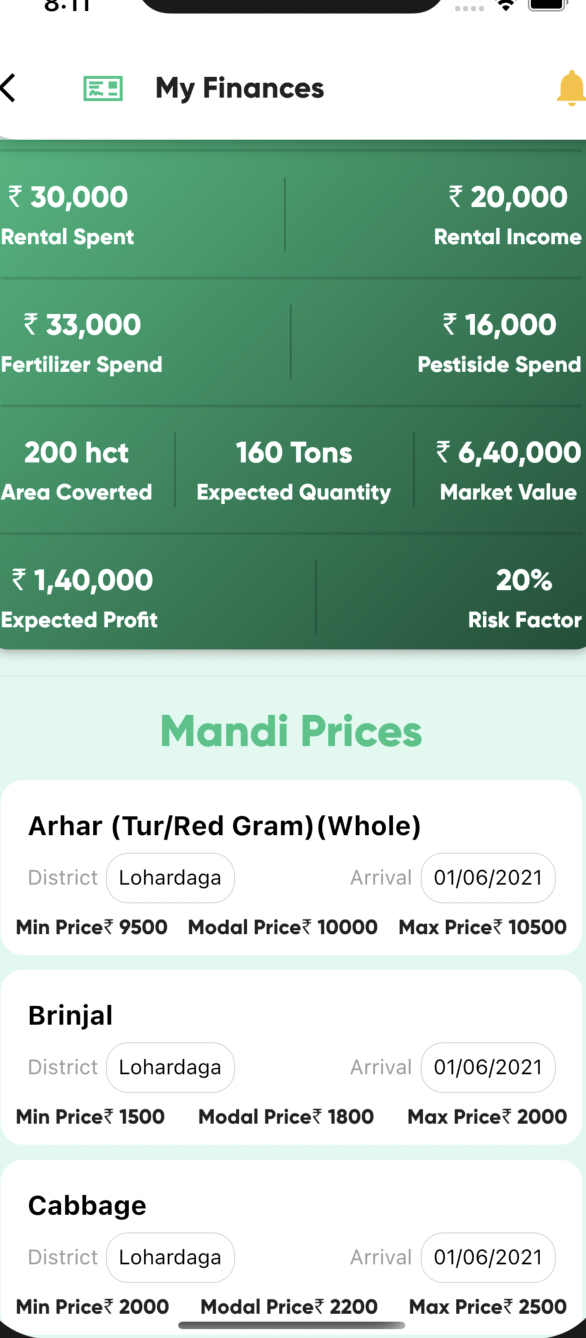 8:11
My Finances
₹ 30,000 ₹ 20,000
Rental Spent Rental Income
₹ 33,000 ₹ 16,000
Fertilizer Spend Pestiside Spend
200 hct 160 Tons ₹ 6,40,000
Area Coverted Expected Quantity Market Value
₹ 1,40,000 20%
Expected Profit Risk Factor
Mandi Prices
Arhar (Tur/Red Gram)(Whole)
District Lohardaga Arrival 01/06/2021
Min Price₹ 9500 Modal Price₹ 10000 Max Price₹ 10500
Brinjal
District Lohardaga Arrival 01/06/2021
Min Price₹ 1500 Modal Price₹ 1800 Max Price₹ 2000
Cabbage
District Lohardaga Arrival 01/06/2021
Min Price₹ 2000 Modal Price₹ 2200 Max Price₹ 2500